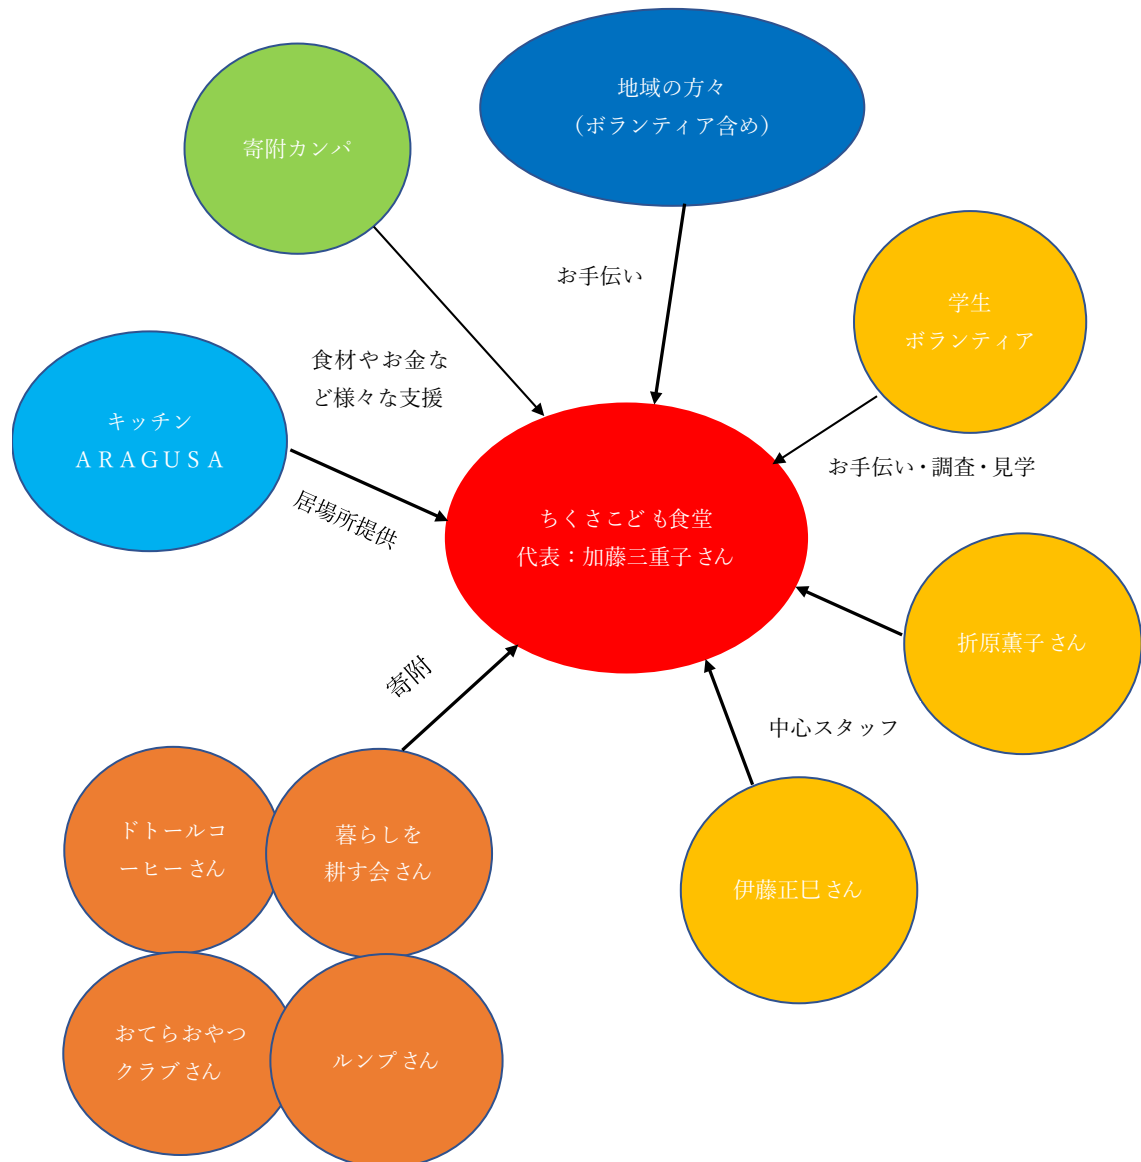 地域の方々
（ボランティア含め）
寄附カンパ
お手伝い
学生
ボランティア
食材やお金な
ど様々な支援
キッチン
ＡＲＡＧＵＳＡ
お手伝い・調査・見学
居場所提供
ちくさこども食堂
代表：加藤三重子さん
折原薫子さん
寄附
中心スタッフ
ドトールコ
ーヒーさん
暮らしを
耕す会さん
伊藤正巳さん
おてらおやつ
クラブさん
ルンプさん